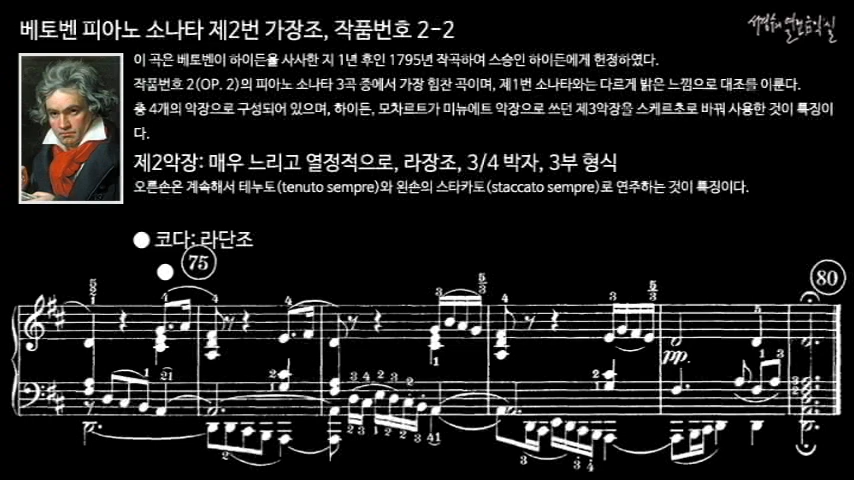 베토벤 피아노 소나타 제2번 가장조, 작품번호 2-2
서경수의 열린음악실
이 곡은 베토벤이 하이든을 사사한 지 1년 후인 1795년 작곡하여 스승인 하이든에게 헌정하였다.
작품번호 2(OP. 2)의 피아노 소나타 3곡 중에서 가장 힘찬 곡이며, 제1번 소나타와는 다르게 밝은 느낌으로 대조를 이룬다.
총 4개의 악장으로 구성되어 있으며, 하이든, 모차르트가 미뉴에트 악장으로 쓰던 제3악장을 스케르초로 바꿔 사용한 것이 특징이
다.
제2악장: 매우 느리고 열정적으로, 라장조, 3/4 박자, 3부 형식
오른손은 계속해서 테누토(tenuto sempre)와 왼손의 스타카토(staccato sempre)로 연주하는 것이 특징이다.
● 코다: 라단조
75
80
pp